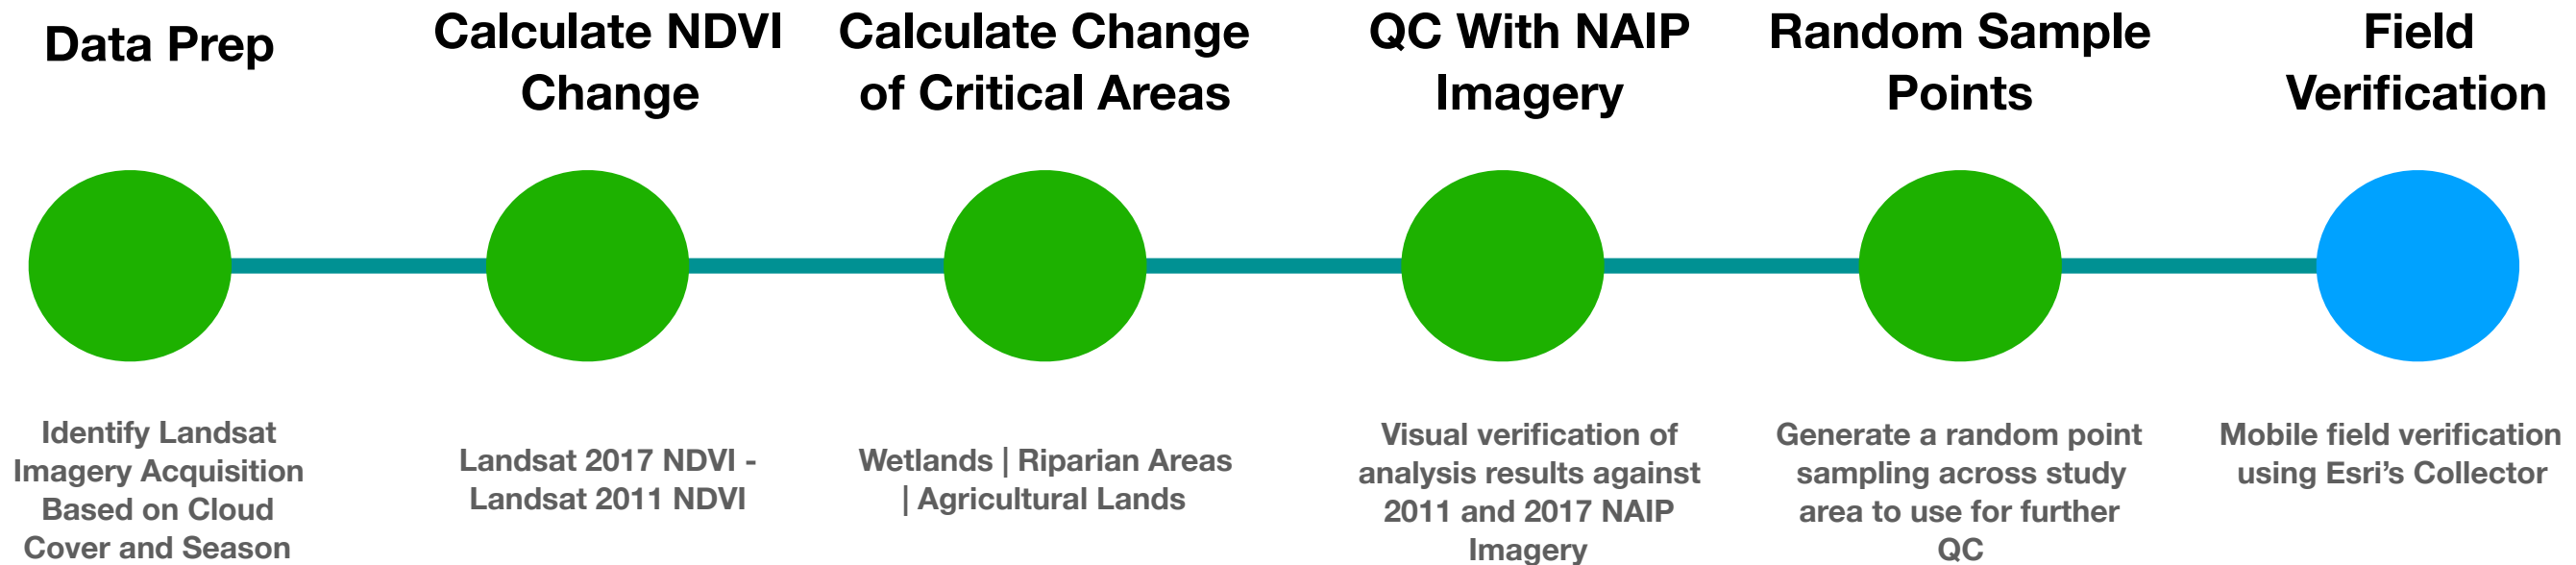 Data Prep
Calculate NDVI
Change
Calculate Change
of Critical Areas
QC With NAIP
Imagery
Random Sample
Points
Field
Verification
Identify Landsat
Imagery Acquisition
Based on Cloud
Cover and Season
Landsat 2017 NDVI -
Landsat 2011 NDVI
Wetlands | Riparian Areas
| Agricultural Lands
Visual verification of
analysis results against
2011 and 2017 NAIP
Imagery
Generate a random point
sampling across study
area to use for further
QC
Mobile field verification
using Esri’s Collector